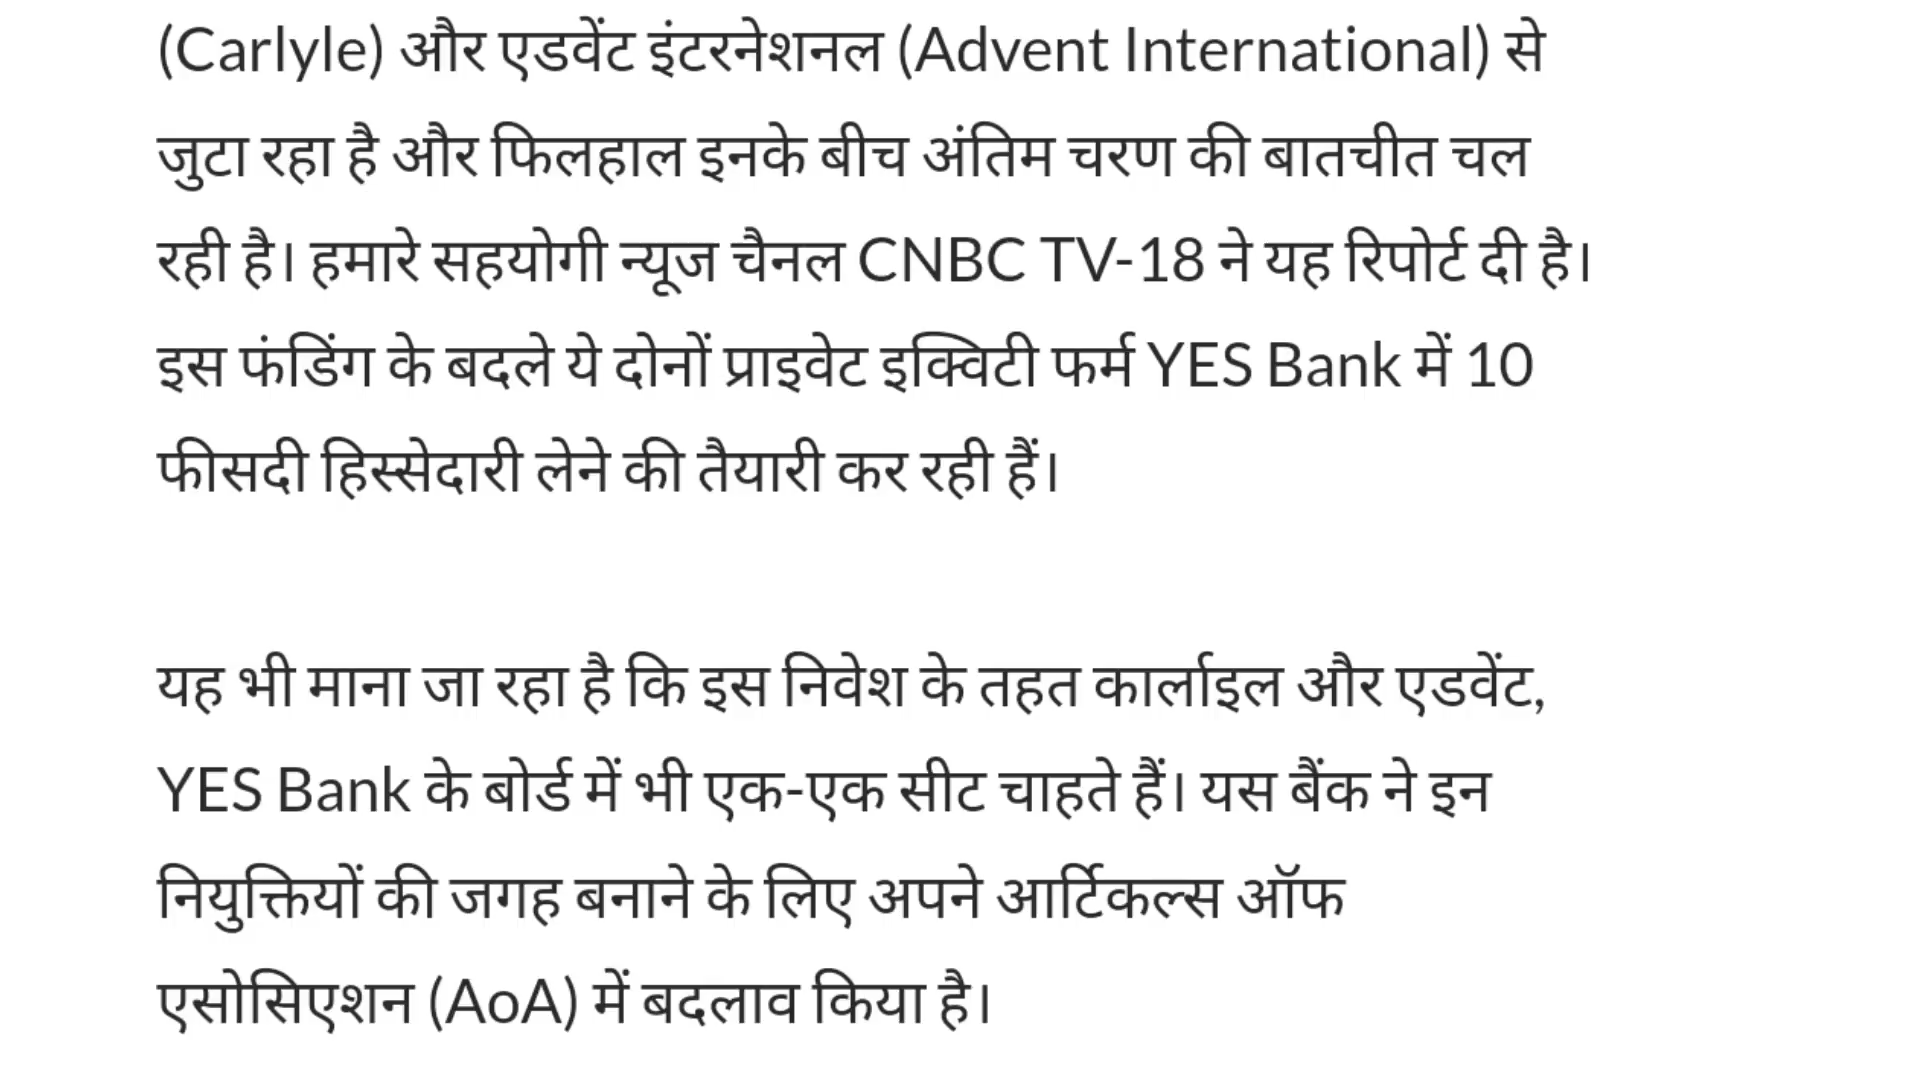 (Carlyle) और एडवेंट इंटरनेशनल (Advent International) से
जुटा रहा है और फिलहाल इनके बीच अंतिम चरण की बातचीत चल
रही है। हमारे सहयोगी न्यूज चैनल CNBC TV-18 ने यह रिपोर्ट दी है।
इस फंडिंग के बदले ये दोनों प्राइवेट इक्विटी फर्म YES Bank में 10
फीसदी हिस्सेदारी लेने की तैयारी कर रही हैं।
यह भी माना जा रहा है कि इस निवेश के तहत कार्लाइल और एडवेंट,
YES Bank के बोर्ड में भी एक-एक सीट चाहते हैं। यस बैंक ने इन
नियुक्तियों की जगह बनाने के लिए अपने आर्टिकल्स ऑफ
एसोसिएशन (AoA) में बदलाव किया है।